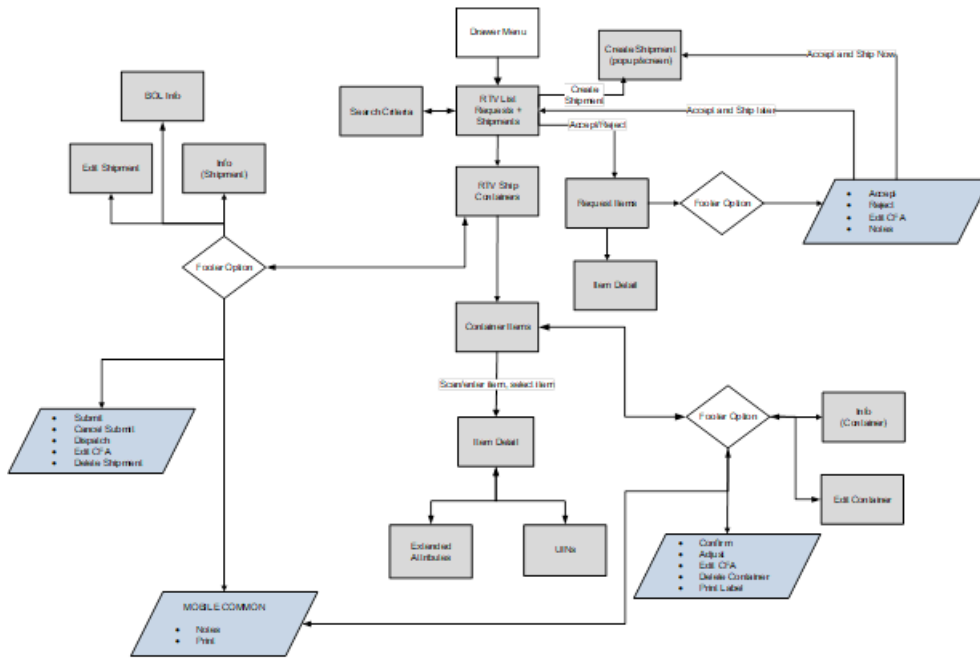 Drawer Menu
Create Shipment
(popup/screen)
Accept and Ship Now
BOL Info
Search Criteria
RTV List
Requests +
Shipments
Create
Shipment
Accept and Ship later
Accept/Reject
Edit Shipment
Info
(Shipment)
RTV Ship
Containers
Request Items
Footer Option
• Accept
• Reject
• Edit CFA
• Notes
Footer Option
Item Detail
Container Items
Scan/enter item, select item
• Submit
• Cancel Submit
• Dispatch
• Edit CFA
• Delete Shipment
Item Detail
Footer Option
Info
(Container)
Edit Container
Extended
Attributes
UINs
• Confirm
• Adjust
• Edit CFA
• Delete Container
• Print Label
MOBILE COMMON
• Notes
• Print